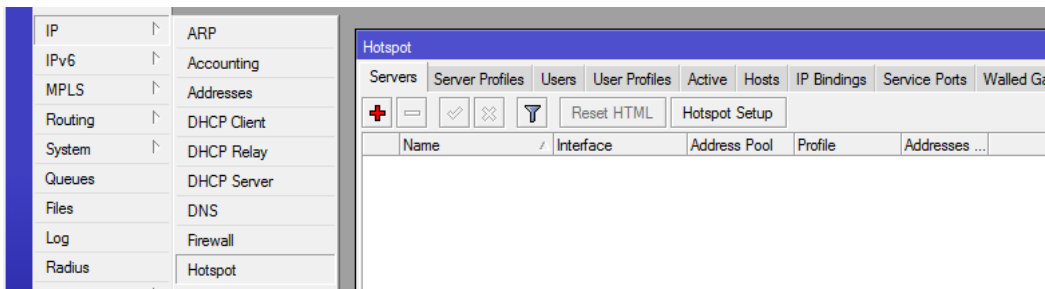 IP
IPv6
MPLS
Routing
System
Queues
Files
Log
Radius
ARP
Accounting
Addresses
DHCP Client
DHCP Relay
DHCP Server
DNS
Firewall
Hotspot
Hotspot
Servers Server Profiles Users User Profiles Active Hosts IP Bindings Service Ports Walled Ga
Reset HTML Hotspot Setup
Name Interface Address Pool Profile Addresses ...